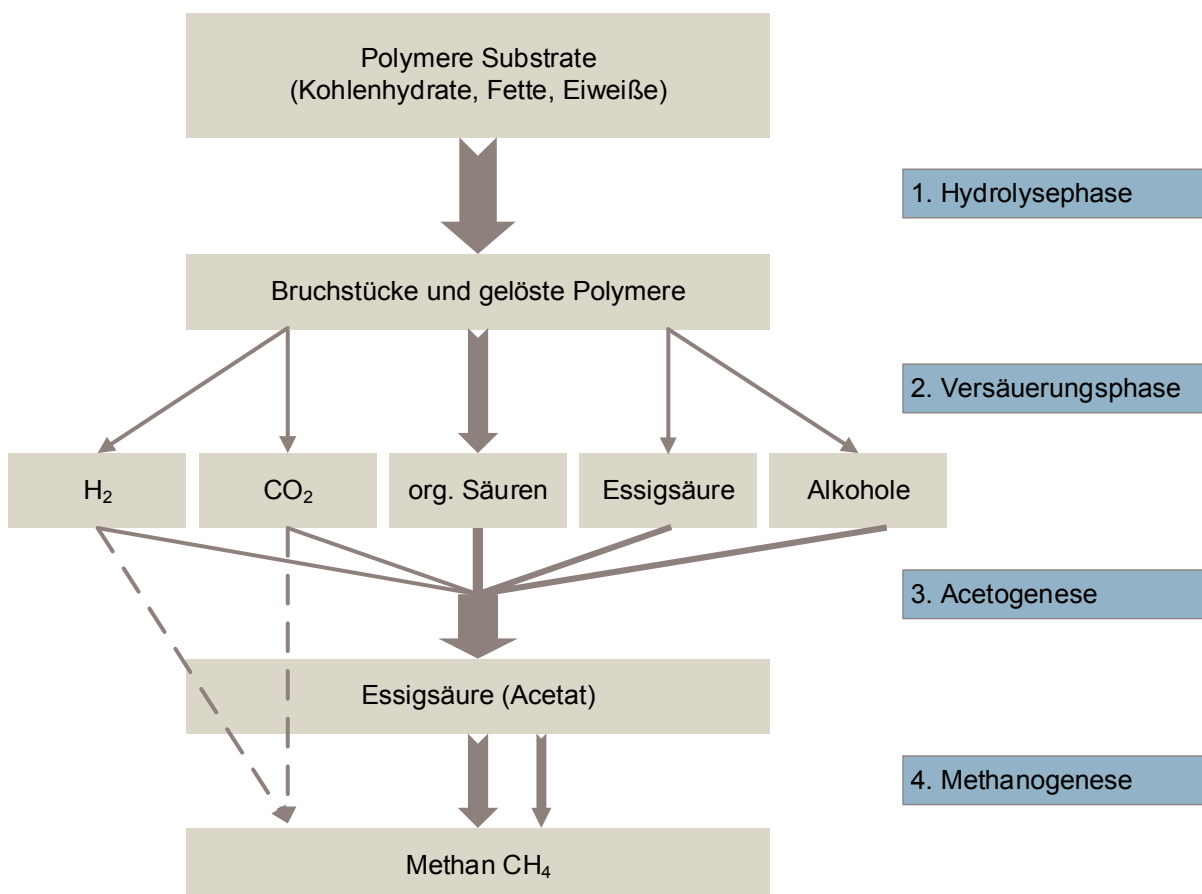 Polymere Substrate
(Kohlenhydrate, Fette, Eiweiße)
1. Hydrolysephase
Bruchstücke und gelöste Polymere
2. Versäuerungsphase
H₂
CO₂
org. Säuren
Essigsäure
Alkohole
3. Acetogenese
Essigsäure (Acetat)
4. Methanogenese
Methan CH₄